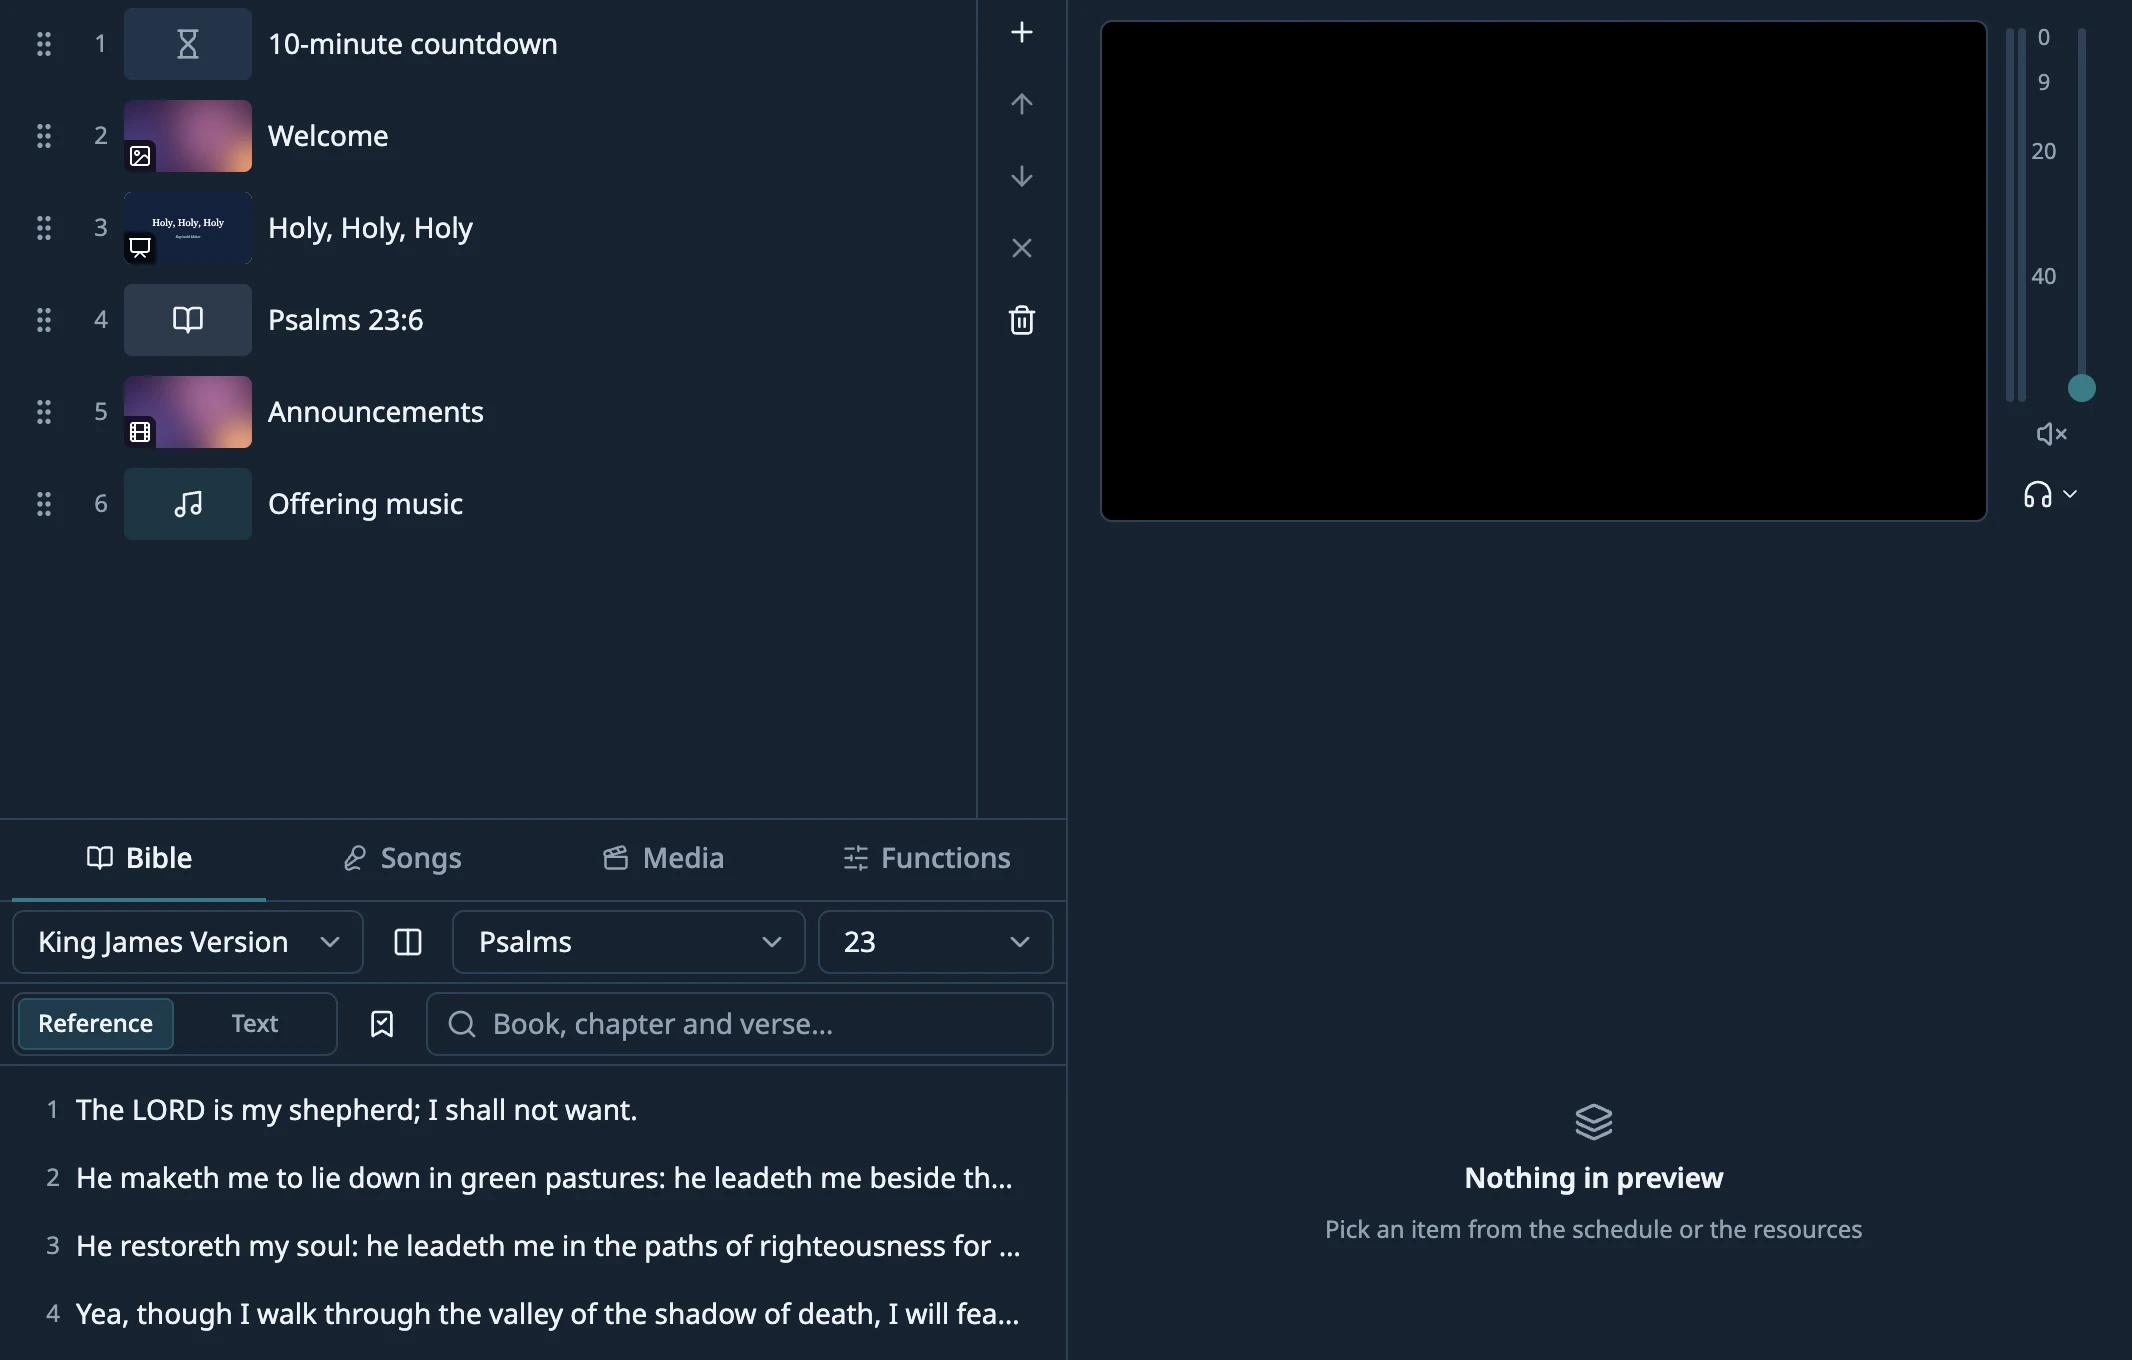 1 10-minute countdown
2 Welcome
Holy, Holy, Holy
3 Holy, Holy, Holy
4 Psalms 23:6
5 Announcements
6 Offering music
0
9
20
40
Bible Songs Media Functions
King James Version Psalms 23
Reference Text Book, chapter and verse...
1 The LORD is my shepherd; I shall not want.
2 He maketh me to lie down in green pastures: he leadeth me beside th...
3 He restoreth my soul: he leadeth me in the paths of righteousness for ...
4 Yea, though I walk through the valley of the shadow of death, I will fea...
Nothing in preview
Pick an item from the schedule or the resources